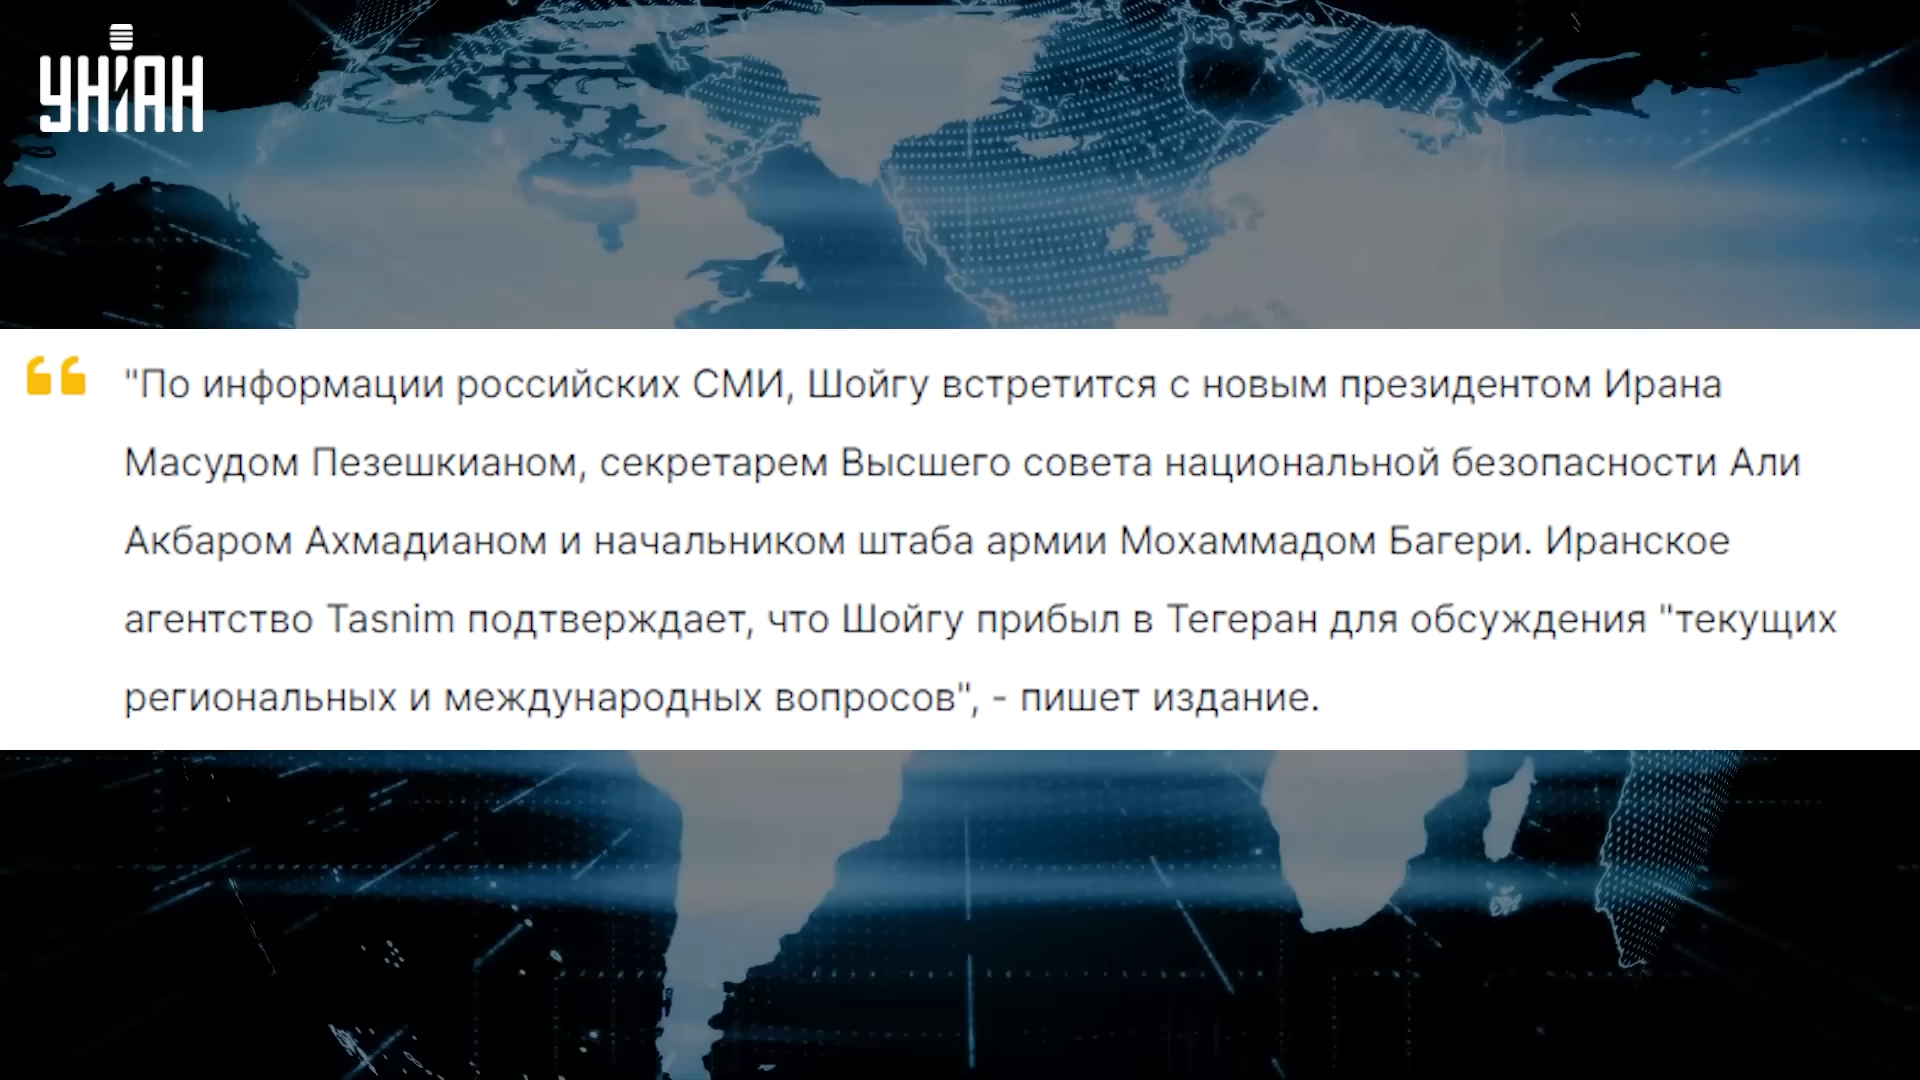 УНІАН
"По информации российских СМИ, Шойгу встретится с новым президентом Ирана
Масудом Пезешкианом, секретарем Высшего совета национальной безопасности Али
Акбаром Ахмадианом и начальником штаба армии Мохаммадом Багери. Иранское
агентство Tasnim подтверждает, что Шойгу прибыл в Тегеран для обсуждения "текущих
региональных и международных вопросов", - пишет издание.